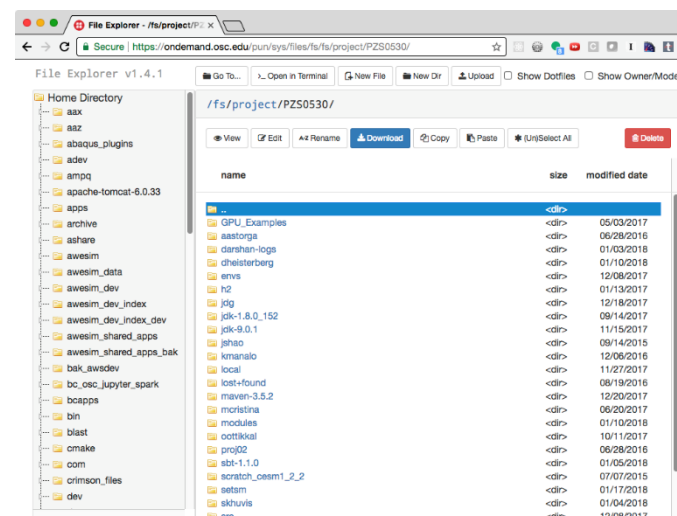 File Explorer - /fs/project/PZ
Secure | https://ondemand.osc.edu/pun/sys/files/fs/fs/project/PZS0530/
File Explorer v1.4.1
Go To...
>_ Open in Terminal
New File
New Dir
Upload
Show Dotfiles
Show Owner/Mode
Home Directory
aax
aaz
abaqus_plugins
adev
ampq
apache-tomcat-6.0.33
apps
archive
ashare
awesim
awesim_data
awesim_dev
awesim_dev_index
awesim_dev_index_dev
awesim_shared_apps
awesim_shared_apps_bak
bak_awsdev
bc_osc_jupyter_spark
bcapps
bin
blast
cmake
com
crimson_files
dev
/fs/project/PZS0530/
View
Edit
Rename
Download
Copy
Paste
(Un)Select All
Delete
name size modified date
.. <dir>
GPU_Examples <dir> 05/03/2017
aastorga <dir> 06/28/2016
darshan-logs <dir> 01/03/2018
dheisterberg <dir> 01/10/2018
envs <dir> 12/08/2017
h2 <dir> 01/13/2017
jdg <dir> 12/18/2017
jdk-1.8.0_152 <dir> 09/14/2017
jdk-9.0.1 <dir> 11/15/2017
jshao <dir> 09/14/2015
kmanalo <dir> 12/06/2016
local <dir> 11/27/2017
lost+found <dir> 08/19/2016
maven-3.5.2 <dir> 12/20/2017
mcristina <dir> 06/20/2017
modules <dir> 01/10/2018
oottikkal <dir> 10/11/2017
proj02 <dir> 06/28/2016
sbt-1.1.0 <dir> 01/05/2018
scratch_cesm1_2_2 <dir> 07/07/2015
setsm <dir> 01/17/2018
skhuvis <dir> 01/04/2018